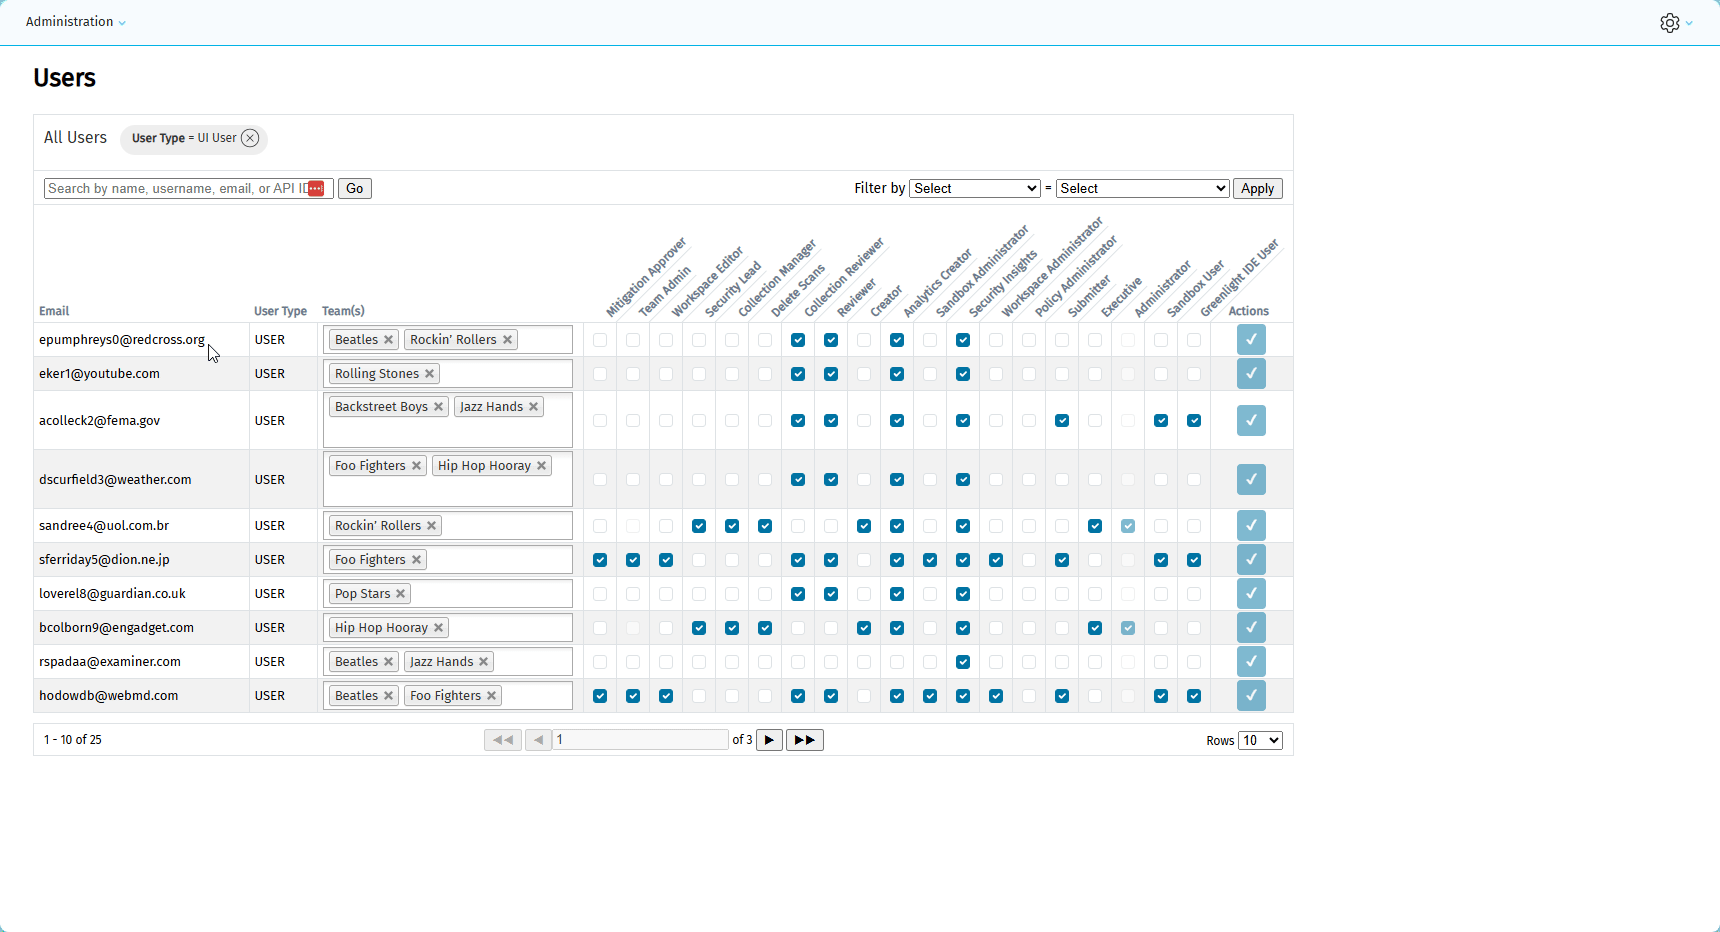 Administration
Users
All Users User Type = UI User
Search by name, username, email, or API ID Go Filter by Select = Select Apply
Email User Type Team(s) Mitigation Approver Team Admin Workspace Editor Security Lead Collection Manager Delete Scans Collection Reviewer Reviewer Creator Analytics Creator Sandbox Administrator Security Insights Workspace Administrator Policy Administrator Submitter Executive Administrator Sandbox User Greenlight IDE User Actions
epumphreys0@redcross.org USER Beatles Rockin' Rollers
eker1@youtube.com USER Rolling Stones
acolleck2@fema.gov USER Backstreet Boys Jazz Hands
dscurfield3@weather.com USER Foo Fighters Hip Hop Hooray
sandree4@uol.com.br USER Rockin' Rollers
sferriday5@dion.ne.jp USER Foo Fighters
loverel8@guardian.co.uk USER Pop Stars
bcolborn9@engadget.com USER Hip Hop Hooray
rspadaa@examiner.com USER Beatles Jazz Hands
hodowdb@webmd.com USER Beatles Foo Fighters
1 - 10 of 25 1 of 3 Rows 10